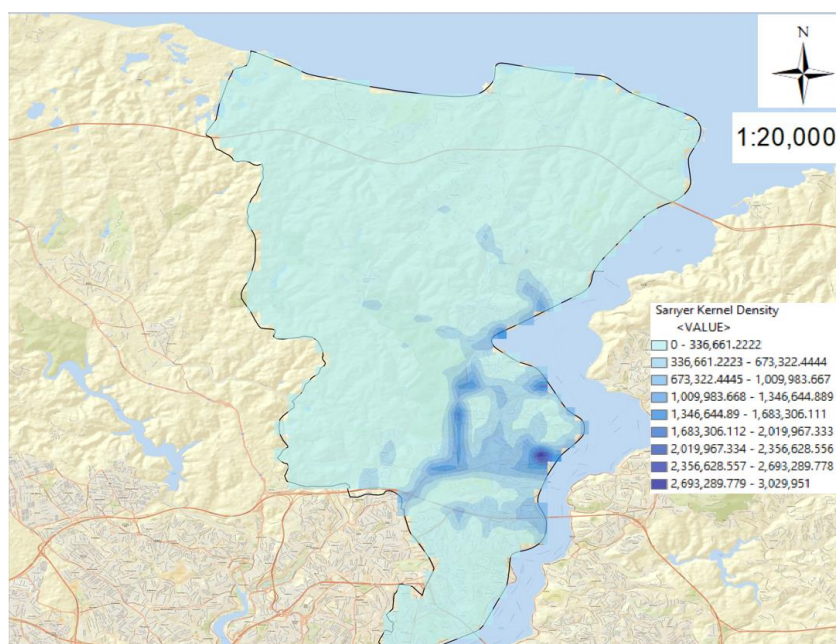 N
1:20,000
Sarıyer Kernel Density
<VALUE>
0 - 336,661.2222
336,661.2223 - 673,322.4444
673,322.4445 - 1,009,983.667
1,009,983.668 - 1,346,644.889
1,346,644.89 - 1,683,306.111
1,683,306.112 - 2,019,967.333
2,019,967.334 - 2,356,628.556
2,356,628.557 - 2,693,289.778
2,693,289.779 - 3,029,951